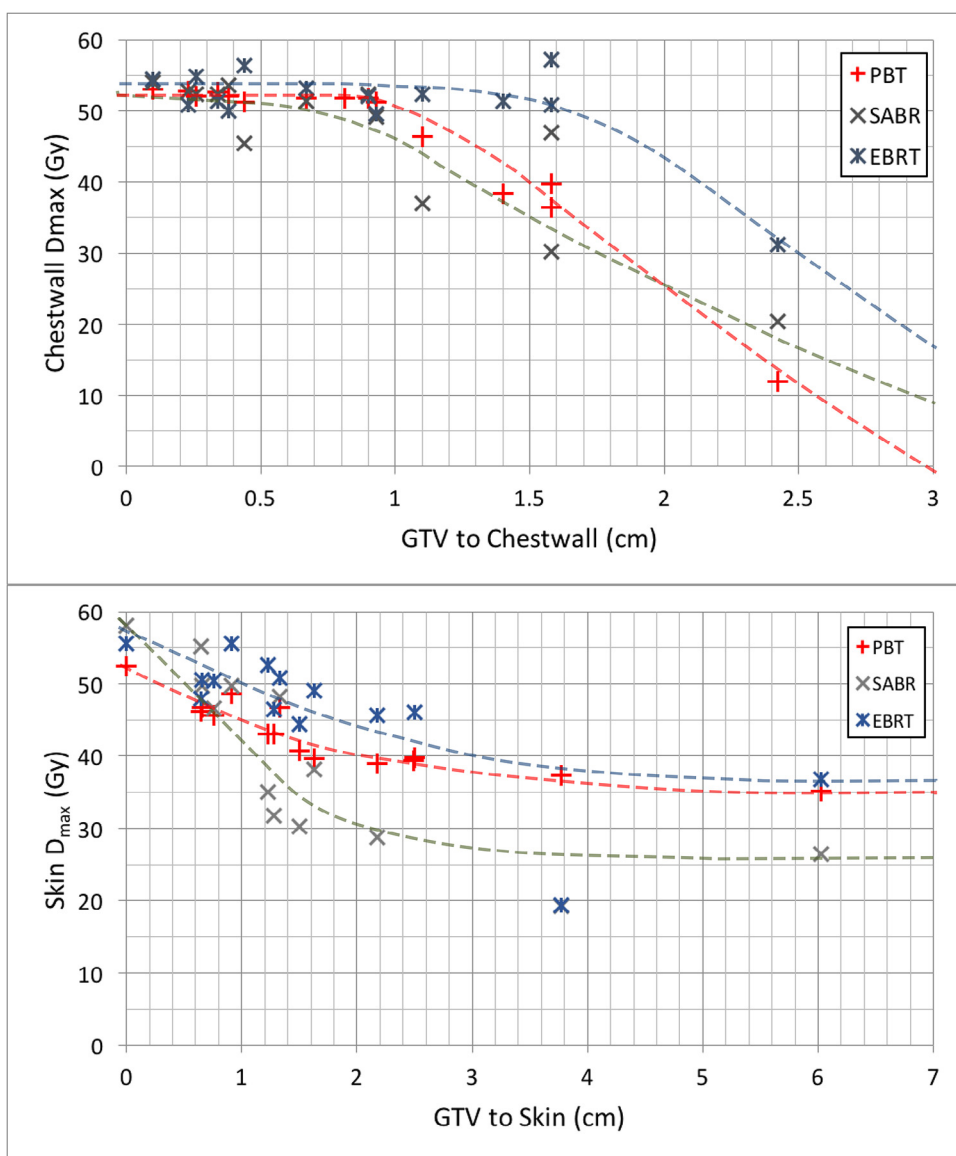 60
50
40
30
20
10
0
Chestwall Dmax (Gy)
PBT
SABR
EBRT
0 0.5 1 1.5 2 2.5 3
GTV to Chestwall (cm)
60
50
40
30
20
10
0
Skin Dmax (Gy)
PBT
SABR
EBRT
0 1 2 3 4 5 6 7
GTV to Skin (cm)